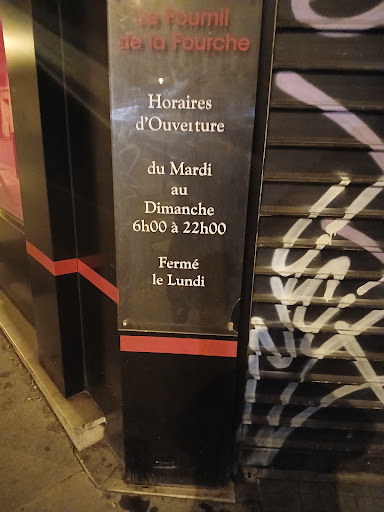 Le Fournil
de la Fourche
Horaires
d'Ouverture
du Mardi
au
Dimanche
6h00 à 22h00
Fermé
le Lundi